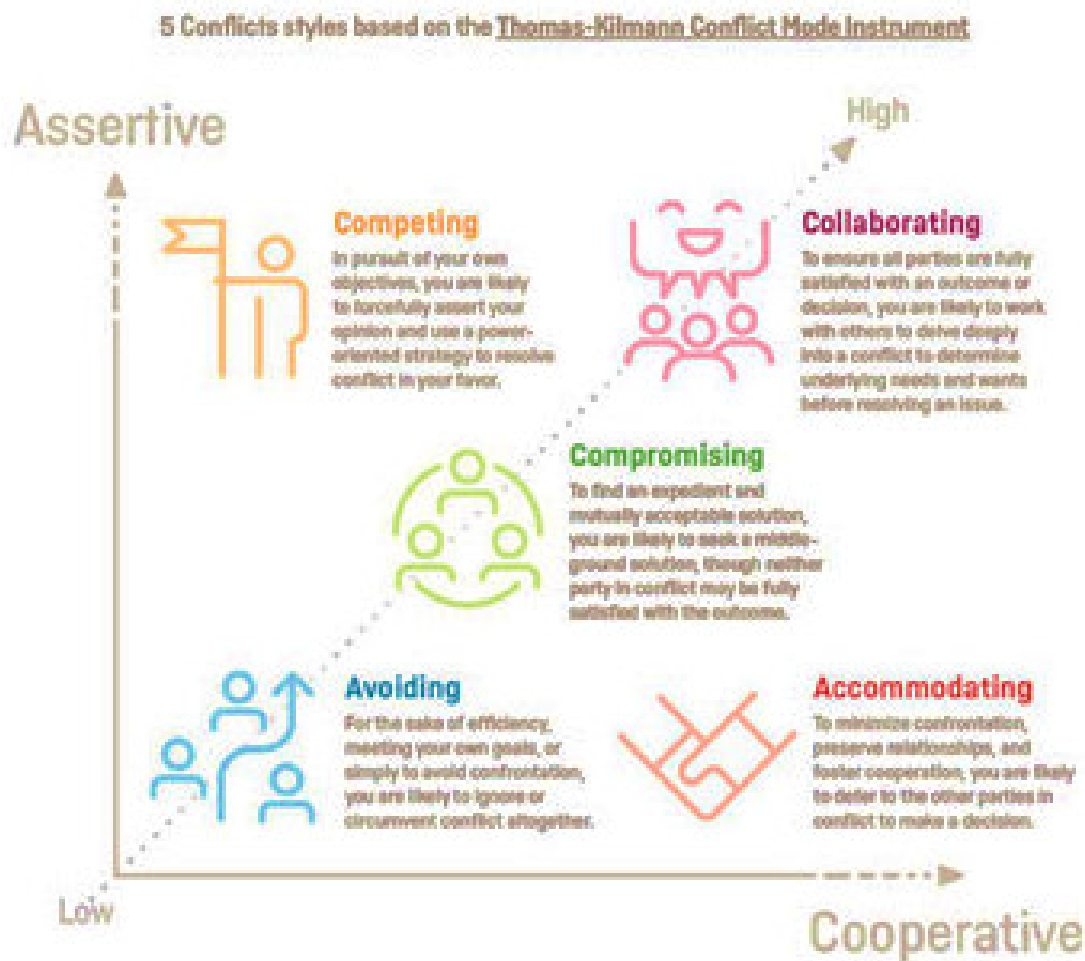 5 Conflicts styles based on the Thomas-Kilmann Conflict Mode Instrument
Assertive
High
Competing
In pursuit of your own
objectives, you are likely
to forcefully assert your
opinion and use a power-
oriented strategy to resolve
conflict in your favor.
Collaborating
To ensure all parties are fully
satisfied with an outcome or
decision, you are likely to work
with others to delve deeply
into a conflict to determine
underlying needs and wants
before resolving an issue.
Compromising
To find an expedient and
mutually acceptable solution,
you are likely to seek a middle-
ground solution, though neither
party in conflict may be fully
satisfied with the outcome.
Avoiding
For the sake of efficiency,
meeting your own goals, or
simply to avoid confrontation,
you are likely to ignore or
circumvent conflict altogether.
Accommodating
To minimize confrontation,
preserve relationships, and
foster cooperation, you are likely
to defer to the other parties in
conflict to make a decision.
Low
Cooperative